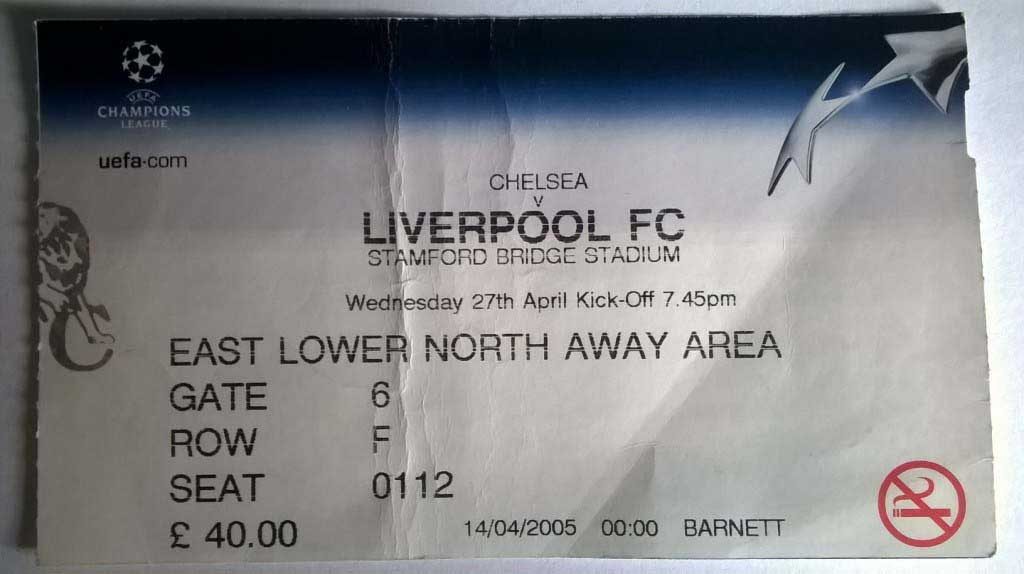 UEFA
CHAMPIONS
LEAGUE
uefa.com
CHELSEA
v
LIVERPOOL FC
STAMFORD BRIDGE STADIUM
Wednesday 27th April Kick-Off 7.45pm
EAST LOWER NORTH AWAY AREA
GATE 6
ROW F
SEAT 0112
£ 40.00 14/04/2005 00:00 BARNETT